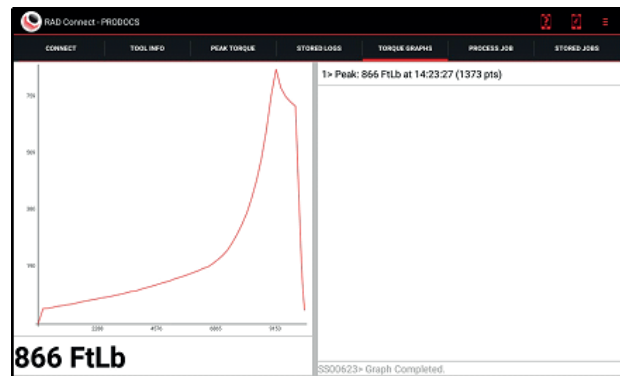 RAD Connect - PRODOCS
CONNECT TOOL INFO PEAK TORQUE STORED LOGS TORQUE GRAPHS PROCESS JOB STORED JOBS
1> Peak: 866 FtLb at 14:23:27 (1373 pts)
2288 4576 6865 9153
866 FtLb
SS00623> Graph Completed.